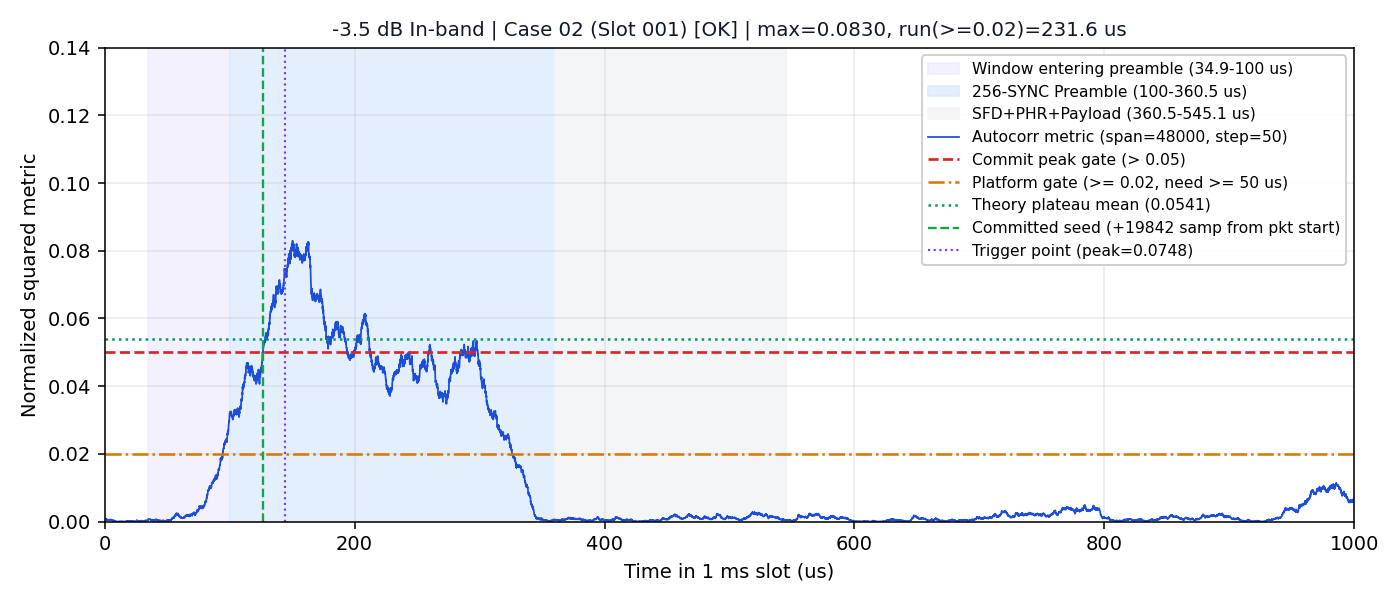 -3.5 dB In-band | Case 02 (Slot 001) [OK] | max=0.0830, run(>=0.02)=231.6 us
Normalized squared metric
0.14
0.12
0.10
0.08
0.06
0.04
0.02
0.00
Window entering preamble (34.9-100 us)
256-SYNC Preamble (100-360.5 us)
SFD+PHR+Payload (360.5-545.1 us)
Autocorr metric (span=48000, step=50)
Commit peak gate (> 0.05)
Platform gate (>= 0.02, need >= 50 us)
Theory plateau mean (0.0541)
Committed seed (+19842 samp from pkt start)
Trigger point (peak=0.0748)
0 200 400 600 800 1000
Time in 1 ms slot (us)